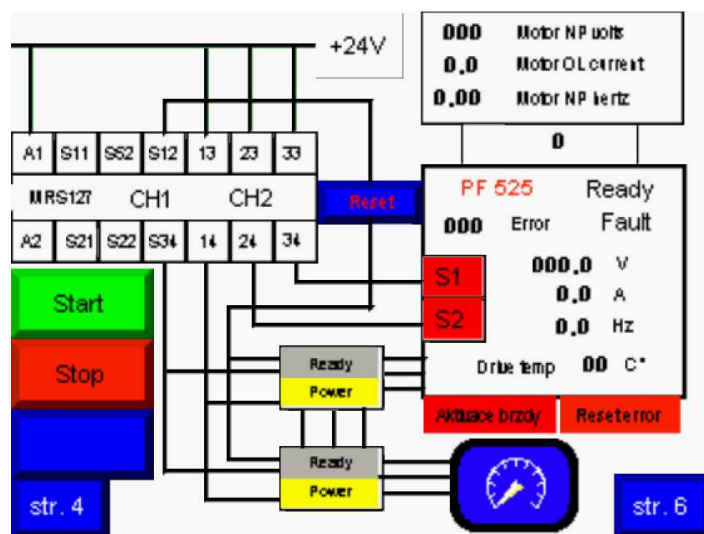 +24V
000 Motor NP volts
0,0 Motor OL current
0,00 Motor NP hertz
0
A1 S11 S52 S12 13 23 33
MRS127 CH1 CH2
A2 S21 S22 S34 14 24 34
Reset
PF 525 Ready
000 Error Fault
S1 000,0 V
0,0 A
S2 0,0 Hz
Drive temp 00 C°
Start
Stop
Ready
Power
Aktuace brzdy Reset error
Ready
Power
str. 4
str. 6